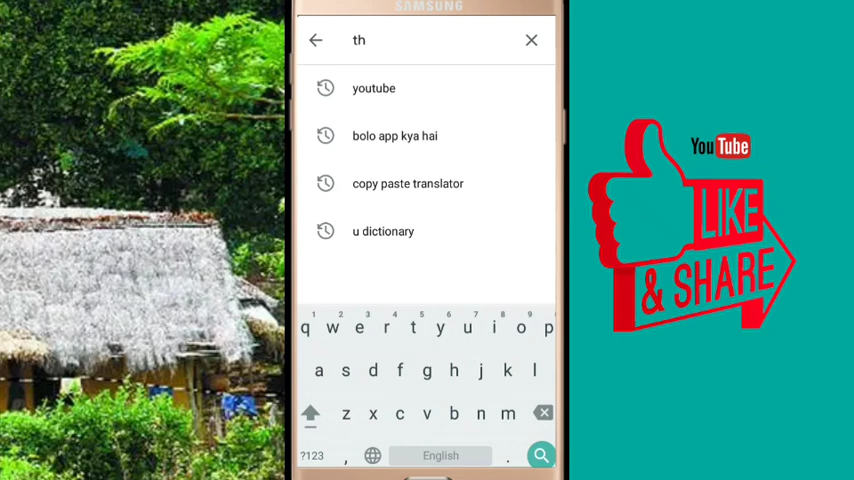 SAMSUNG
th
youtube
bolo app kya hai
copy paste translator
u dictionary
1 2 3 4 5 6 7 8 9 0
q w e r t y u i o p
a s d f g h j k l
z x c v b n m
?123 , English .
YouTube
LIKE
& SHARE